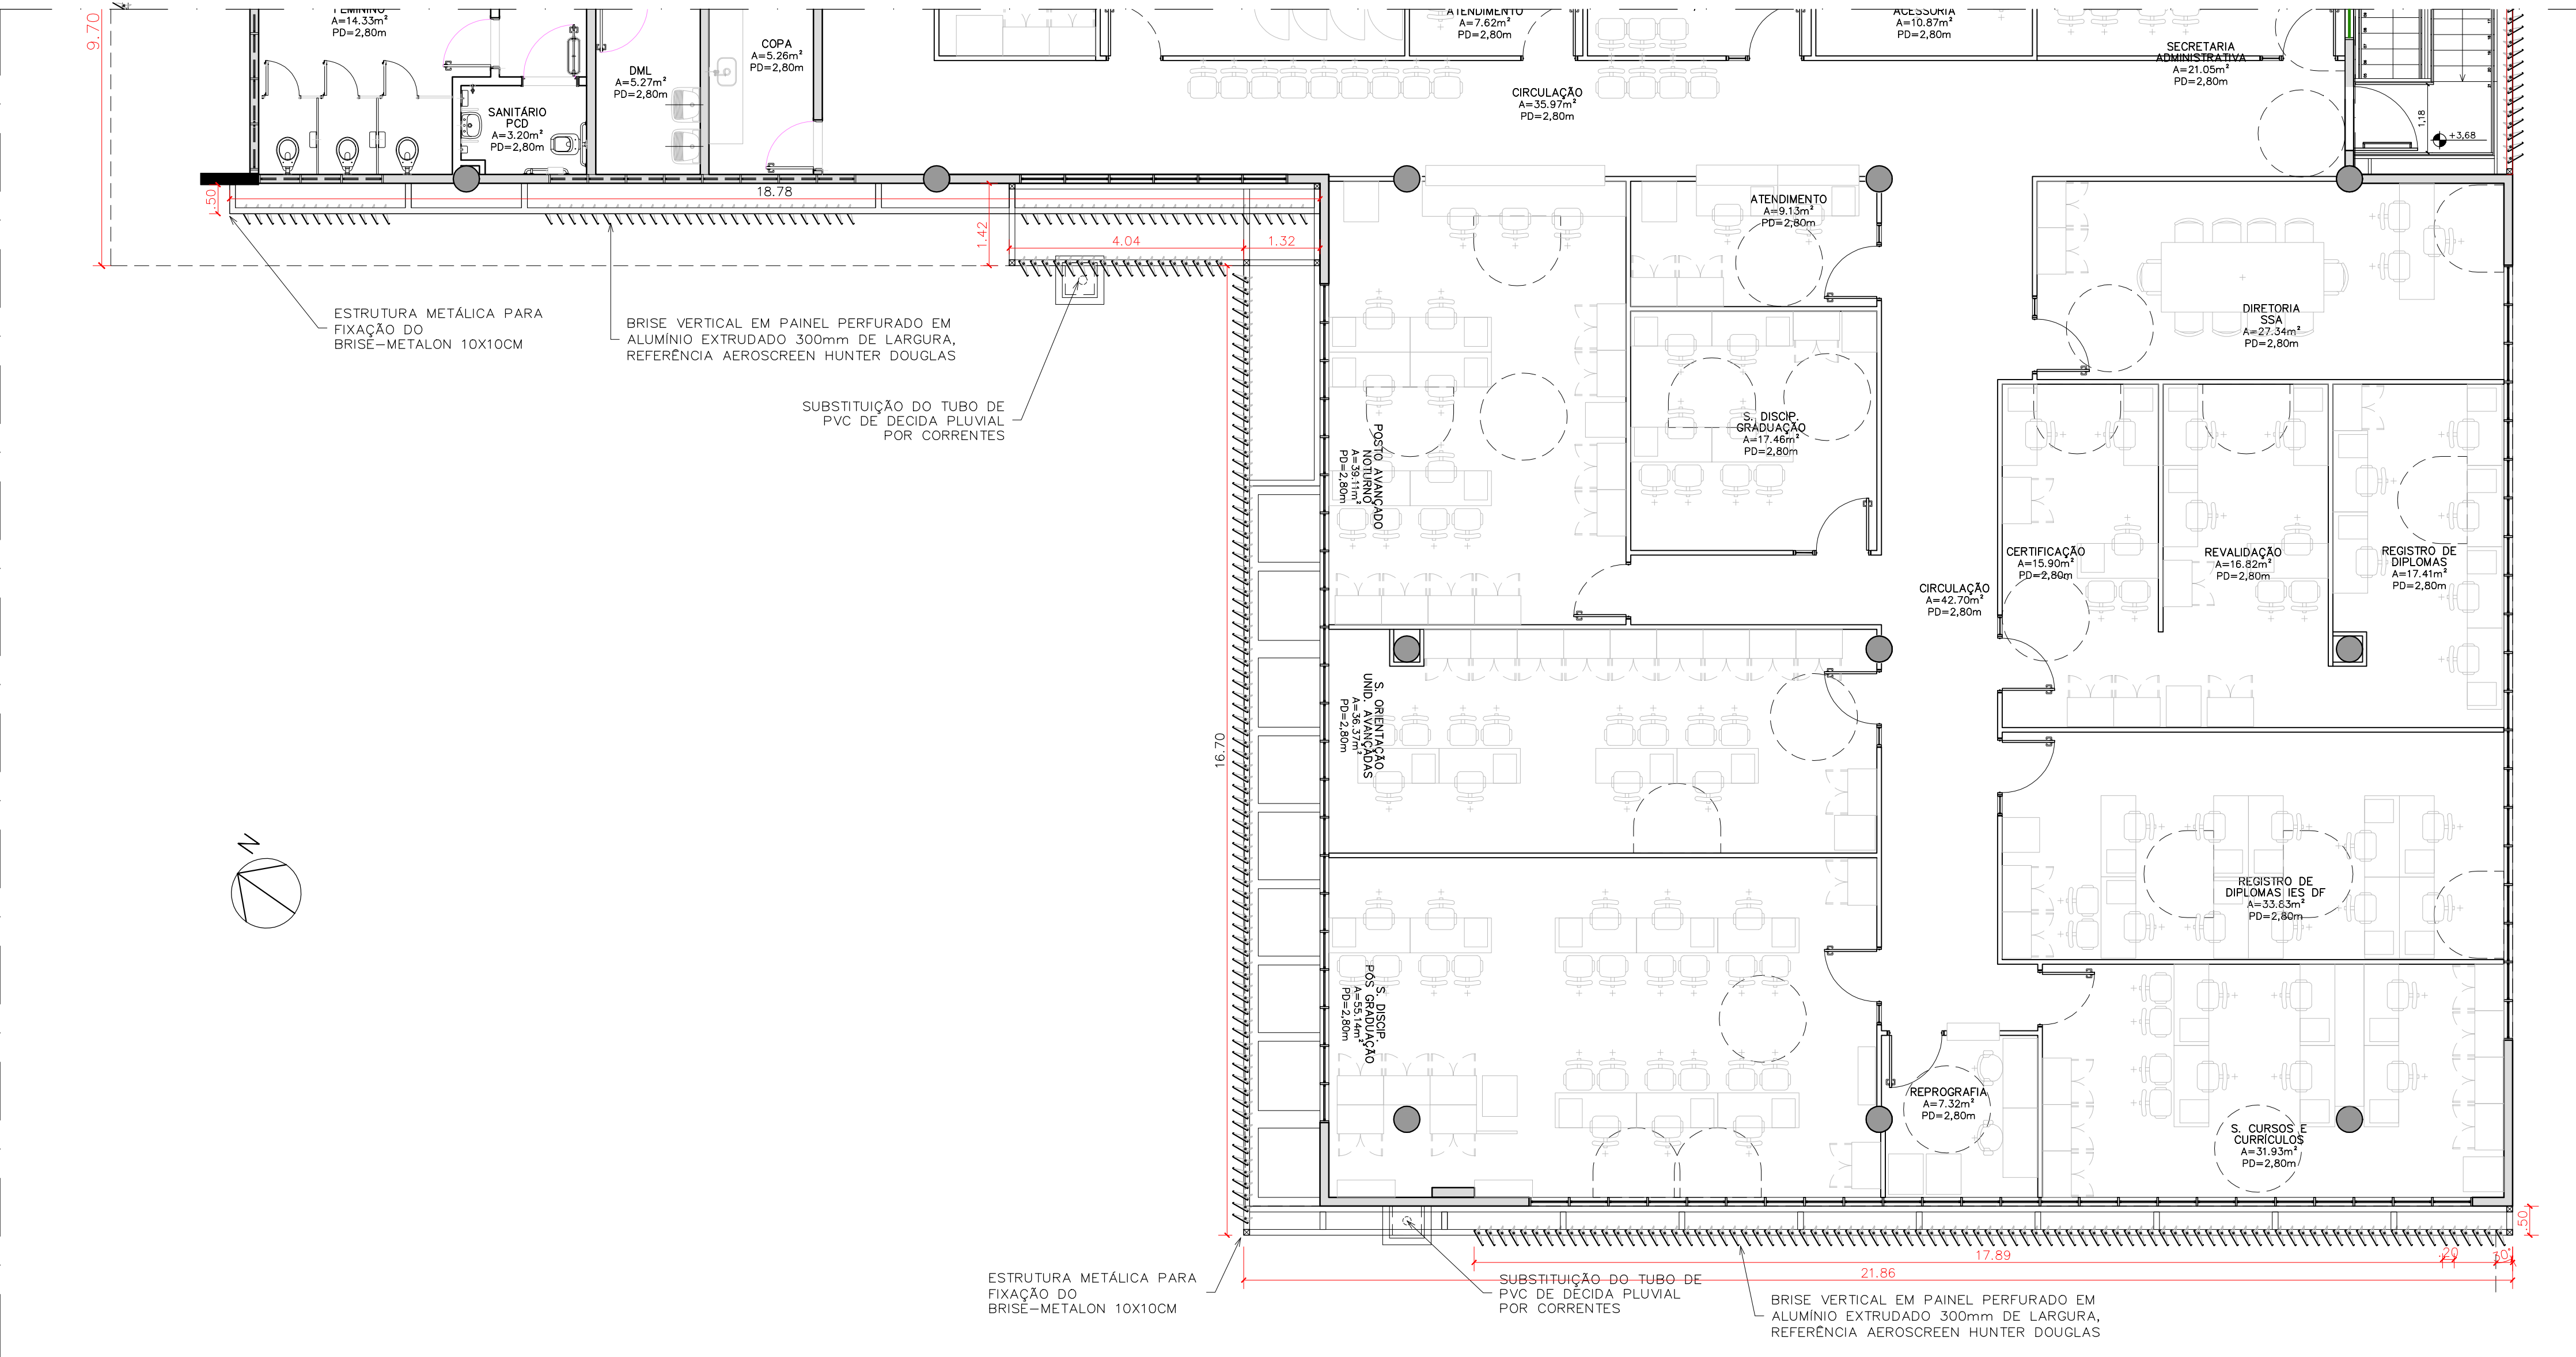 FEMININO
A=14.33m²
PD=2,80m
COPA
A=5.26m²
PD=2,80m
DML
A=5.27m²
PD=2,80m
SANITÁRIO
PCD
A=3.20m²
PD=2,80m
ATENDIMENTO
A=7.62m²
PD=2,80m
ACESSORIA
A=10.87m²
PD=2,80m
SECRETARIA
ADMINISTRATIVA
A=21.05m²
PD=2,80m
CIRCULAÇÃO
A=35.97m²
PD=2,80m
1,18
+3,68
9.70
.50
18.78
1.42
4.04
1.32
ESTRUTURA METÁLICA PARA
FIXAÇÃO DO
BRISE-METALON 10X10CM
BRISE VERTICAL EM PAINEL PERFURADO EM
ALUMÍNIO EXTRUDADO 300mm DE LARGURA,
REFERÊNCIA AEROSCREEN HUNTER DOUGLAS
SUBSTITUIÇÃO DO TUBO DE
PVC DE DECIDA PLUVIAL
POR CORRENTES
ATENDIMENTO
A=9.13m²
PD=2,80m
DIRETORIA
SSA
A=27.34m²
PD=2,80m
POSTO AVANÇADO
NOTURNO
A=39.11m²
PD=2,80m
S. DISCIP.
GRADUAÇÃO
A=17.46m²
PD=2,80m
CIRCULAÇÃO
A=42.70m²
PD=2,80m
CERTIFICAÇÃO
A=15.90m²
PD=2,80m
REVALIDAÇÃO
A=16.82m²
PD=2,80m
REGISTRO DE
DIPLOMAS
A=17.41m²
PD=2,80m
S. ORIENTAÇÃO
UNID. AVANÇADAS
A=36.37m²
PD=2,80m
16.70
N
REGISTRO DE
DIPLOMAS IES DF
A=33.83m²
PD=2,80m
S. DISCIP.
PÓS GRADUAÇÃO
A=55.14m²
PD=2,80m
REPROGRAFIA
A=7.32m²
PD=2,80m
S. CURSOS E
CURRÍCULOS
A=31.93m²
PD=2,80m
.50
17.89
.20
30°
21.86
ESTRUTURA METÁLICA PARA
FIXAÇÃO DO
BRISE-METALON 10X10CM
SUBSTITUIÇÃO DO TUBO DE
PVC DE DECIDA PLUVIAL
POR CORRENTES
BRISE VERTICAL EM PAINEL PERFURADO EM
ALUMÍNIO EXTRUDADO 300mm DE LARGURA,
REFERÊNCIA AEROSCREEN HUNTER DOUGLAS